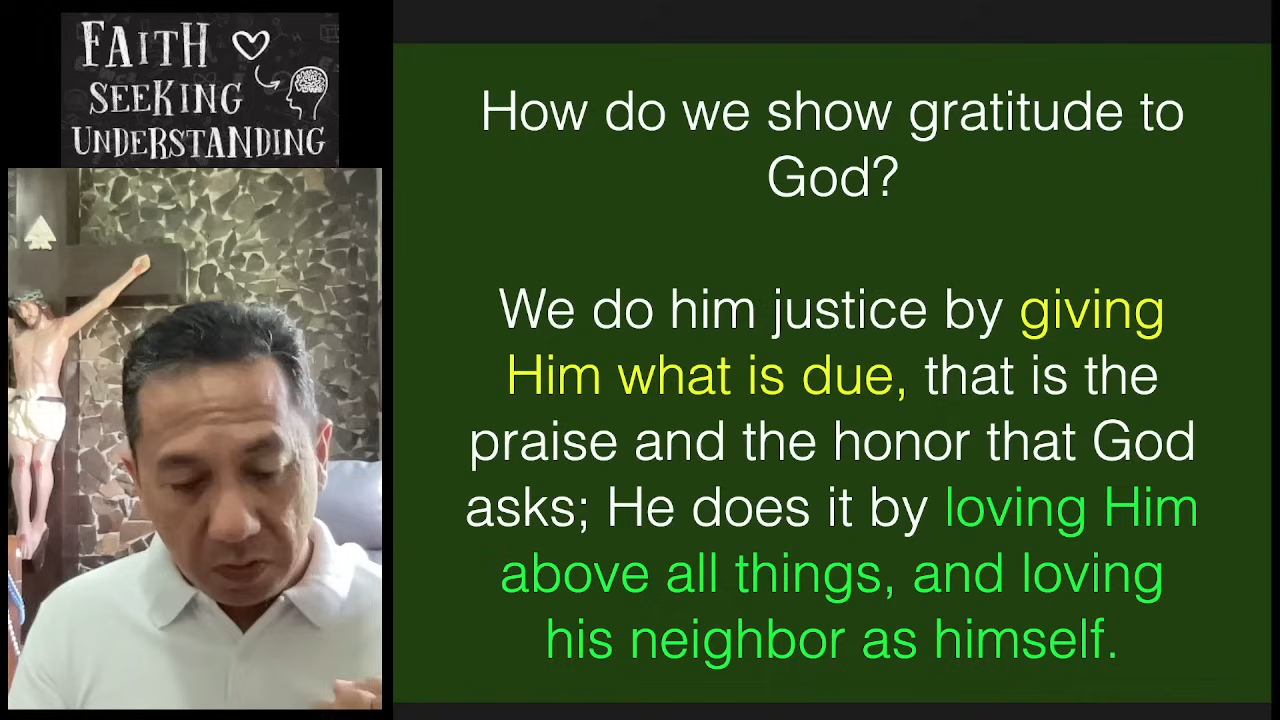 FAITH
SEEKING
UNDERSTANDING
How do we show gratitude to
God?
We do him justice by giving
Him what is due, that is the
praise and the honor that God
asks; He does it by loving Him
above all things, and loving
his neighbor as himself.